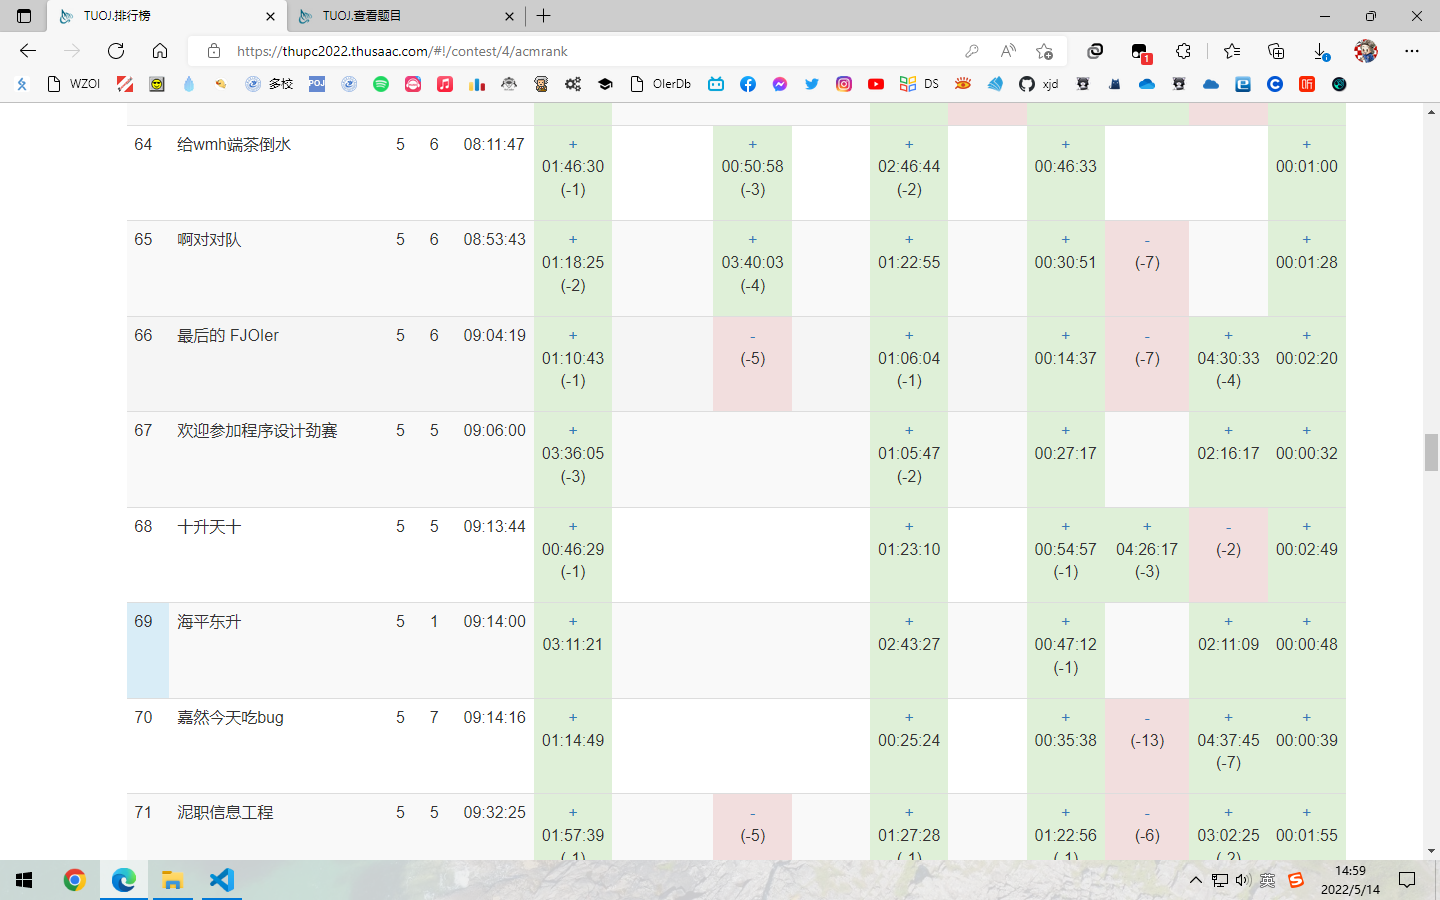 TUOJ.排行榜
TUOJ.查看题目
https://thupc2022.thusaac.com/#!/contest/4/acmrank
1
WZOI
多校
POJ
OIerDb
DS
xjd
64 给wmh端茶倒水 5 6 08:11:47 + + + + +
01:46:30 00:50:58 02:46:44 00:46:33 00:01:00
(-1) (-3) (-2)
65 啊对对队 5 6 08:53:43 + + + + - +
01:18:25 03:40:03 01:22:55 00:30:51 (-7) 00:01:28
(-2) (-4)
66 最后的 FJOIer 5 6 09:04:19 + - + + - + +
01:10:43 (-5) 01:06:04 00:14:37 (-7) 04:30:33 00:02:20
(-1) (-1) (-4)
67 欢迎参加程序设计劲赛 5 5 09:06:00 + + + + +
03:36:05 01:05:47 00:27:17 02:16:17 00:00:32
(-3) (-2)
68 十升天十 5 5 09:13:44 + + + + - +
00:46:29 01:23:10 00:54:57 04:26:17 (-2) 00:02:49
(-1) (-1) (-3)
69 海平东升 5 1 09:14:00 + + + + +
03:11:21 02:43:27 00:47:12 02:11:09 00:00:48
(-1)
70 嘉然今天吃bug 5 7 09:14:16 + + + - + +
01:14:49 00:25:24 00:35:38 (-13) 04:37:45 00:00:39
(-7)
71 泥职信息工程 5 5 09:32:25 + - + + - + +
01:57:39 (-5) 01:27:28 01:22:56 (-6) 03:02:25 00:01:55
(-1) (-1) (-1) (-2)
英
14:59
2022/5/14